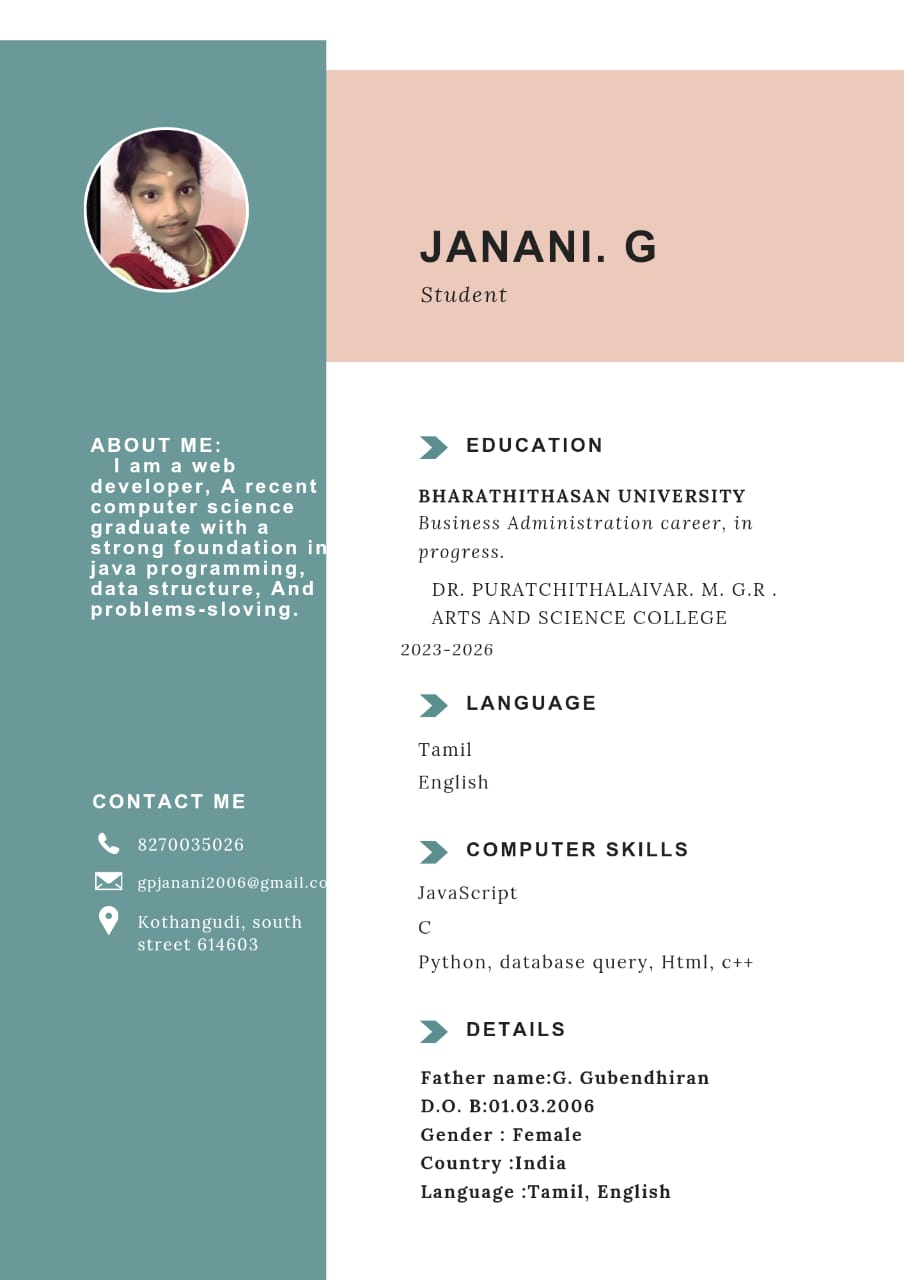 JANANI. G
Student
ABOUT ME:
I am a web
developer, A recent
computer science
graduate with a
strong foundation in
java programming,
data structure, And
problems-sloving.
CONTACT ME
8270035026
gpjanani2006@gmail.co
Kothangudi, south
street 614603
EDUCATION
BHARATHITHASAN UNIVERSITY
Business Administration career, in
progress.
DR. PURATCHITHALAIVAR. M. G.R .
ARTS AND SCIENCE COLLEGE
2023-2026
LANGUAGE
Tamil
English
COMPUTER SKILLS
JavaScript
C
Python, database query, Html, c++
DETAILS
Father name:G. Gubendhiran
D.O. B:01.03.2006
Gender : Female
Country :India
Language :Tamil, English